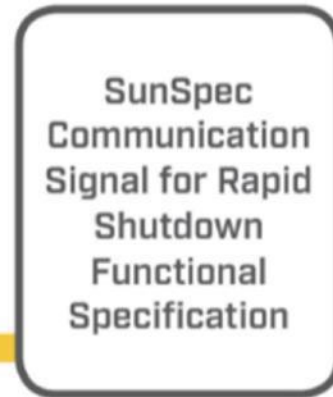 SunSpec
Communication
Signal for Rapid
Shutdown
Functional
Specification